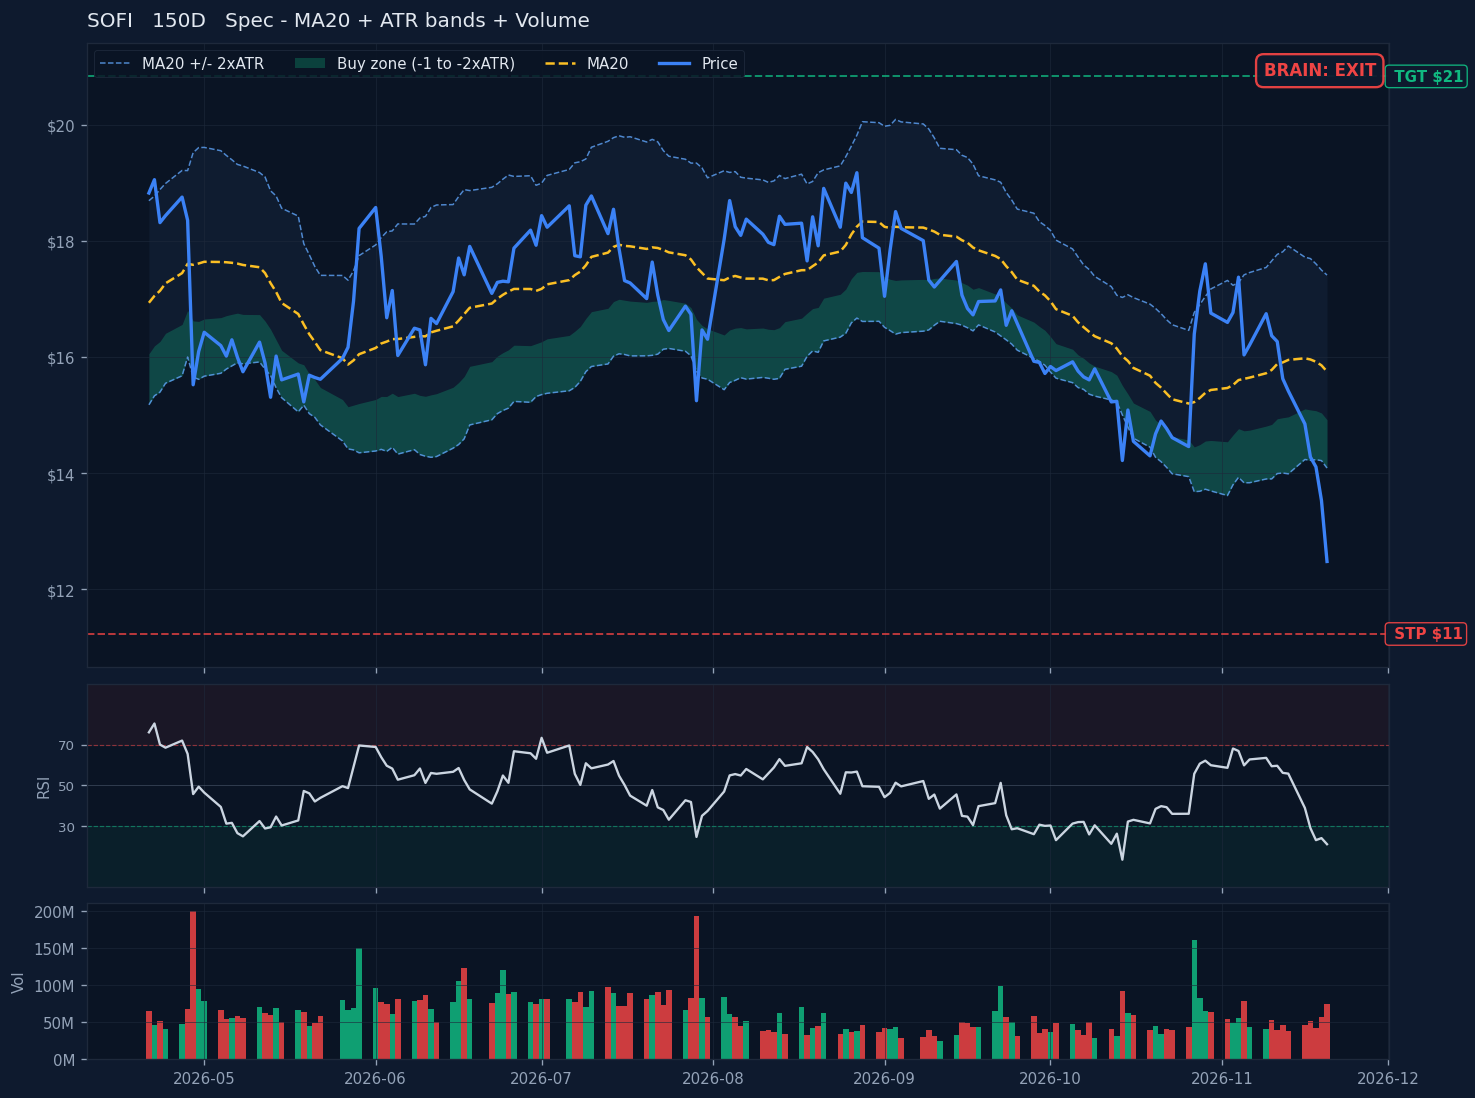 SOFI   150D   Spec - MA20 + ATR bands + Volume
MA20 +/- 2xATR
Buy zone (-1 to -2xATR)
MA20
Price
BRAIN: EXIT
TGT $21
$20
$18
$16
$14
$12
STP $11
RSI
70
50
30
Vol
200M
150M
100M
50M
0M
2026-05
2026-06
2026-07
2026-08
2026-09
2026-10
2026-11
2026-12